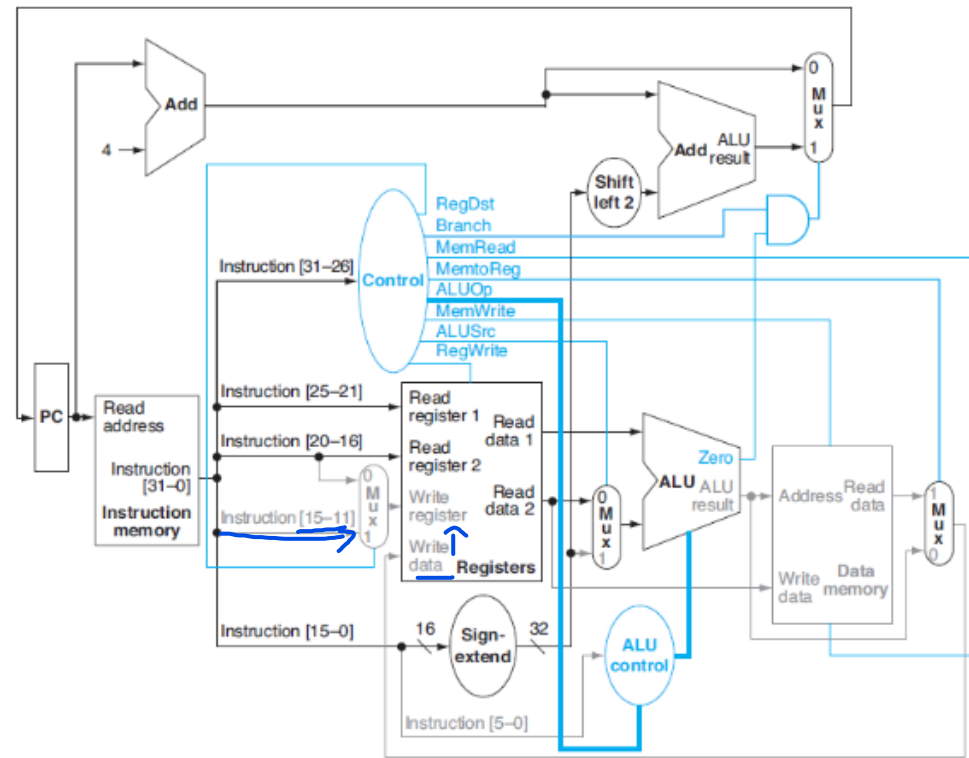 0
M
u
x
1
Add
4
Add ALU
result
Shift
left 2
RegDst
Branch
MemRead
MemtoReg
ALUOp
MemWrite
ALUSrc
RegWrite
Control
Instruction [31–26]
Instruction [25–21]
Instruction [20–16]
Instruction [15–11]
Instruction [15–0]
Instruction [5–0]
PC
Read
address
Instruction
[31–0]
Instruction
memory
0
M
u
x
1
Read
register 1
Read
register 2
Write
register
Write
data
Registers
Read
data 1
Read
data 2
0
M
u
x
1
Zero
ALU
ALU
result
Address
Read
data
Write
data
Data
memory
1
M
u
x
0
16
Sign-
extend
32
ALU
control